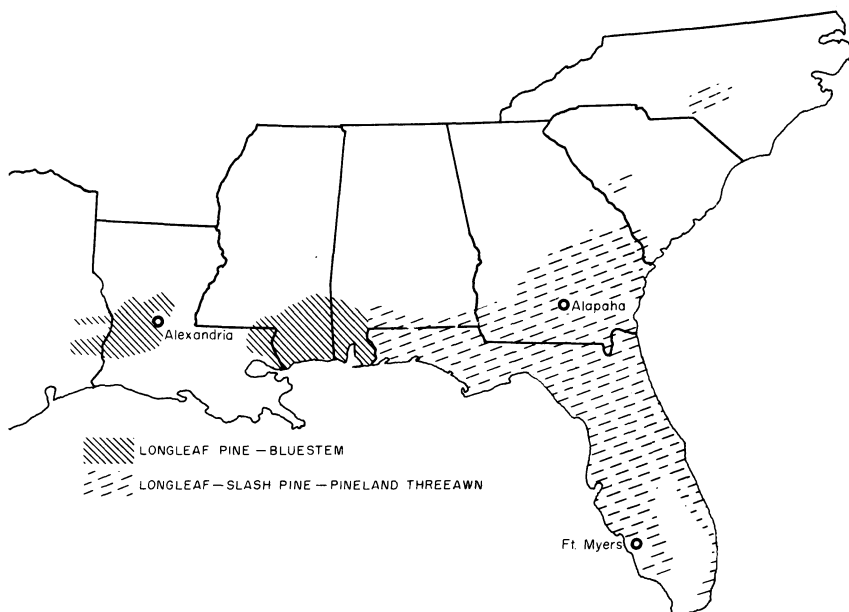 Alapaha
Alexandria
LONGLEAF PINE — BLUESTEM
LONGLEAF — SLASH PINE — PINELAND THREEAWN
Ft. Myers